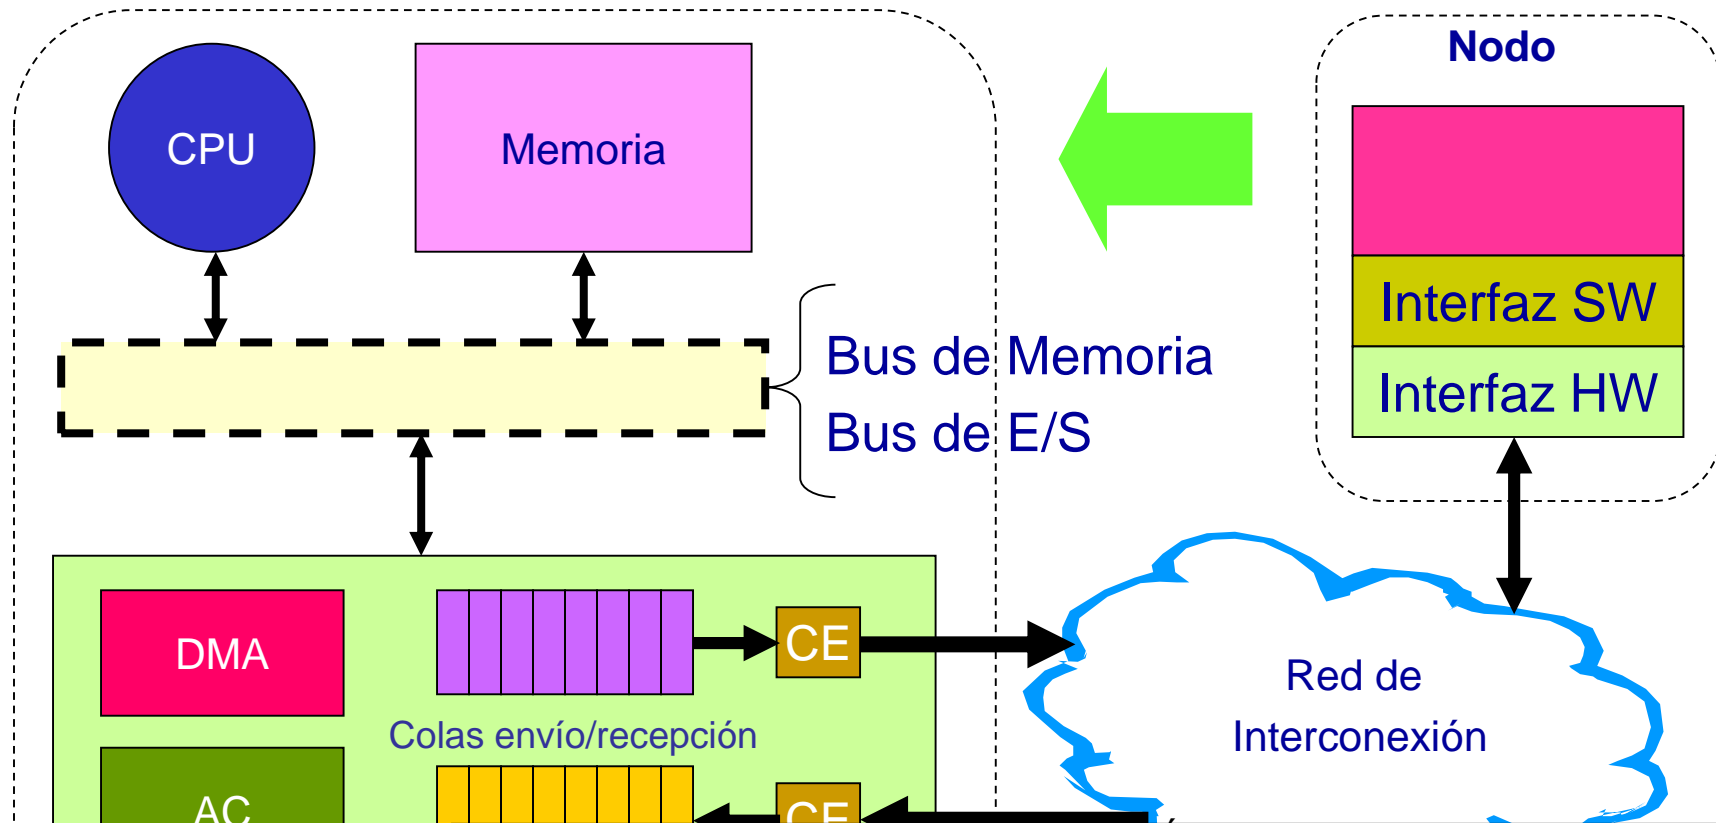 Nodo
CPU
Memoria
Interfaz SW
Bus de Memoria
Interfaz HW
Bus de E/S
DMA
CE
Red de
Colas envío/recepción
Interconexión
AC
CE